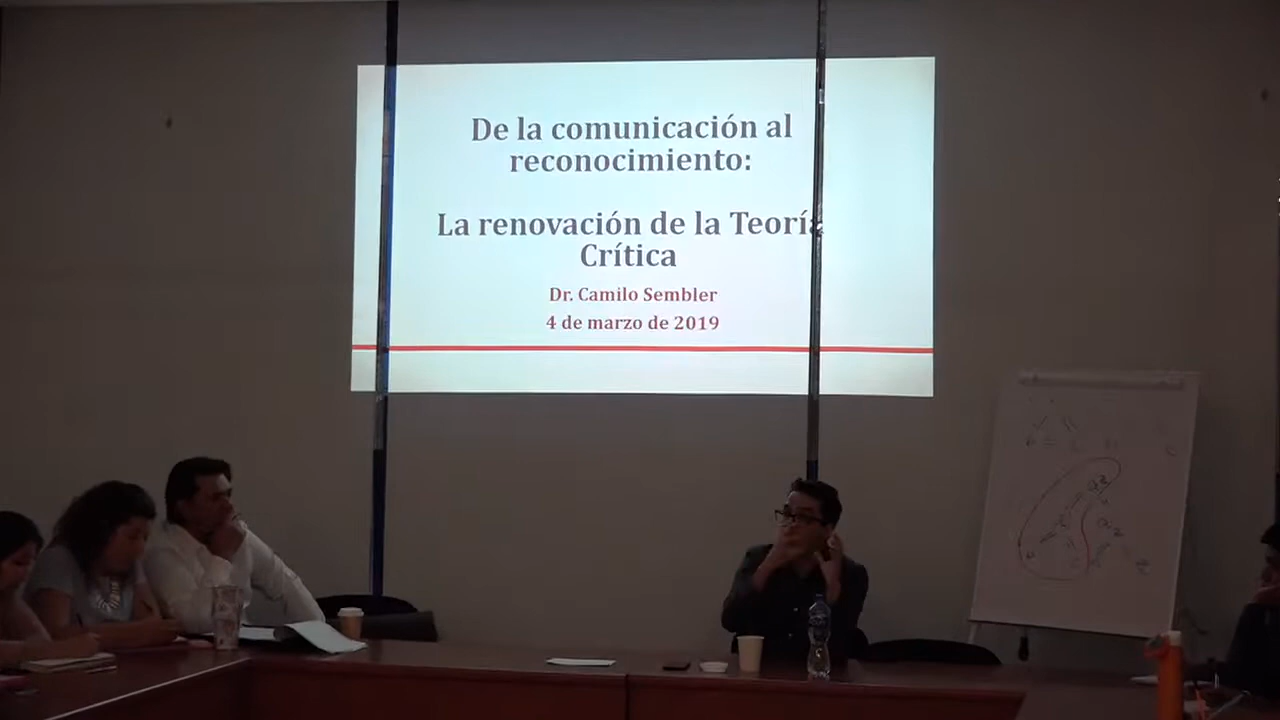 De la comunicación al
reconocimiento:
La renovación de la Teoría
Crítica
Dr. Camilo Sembler
4 de marzo de 2019